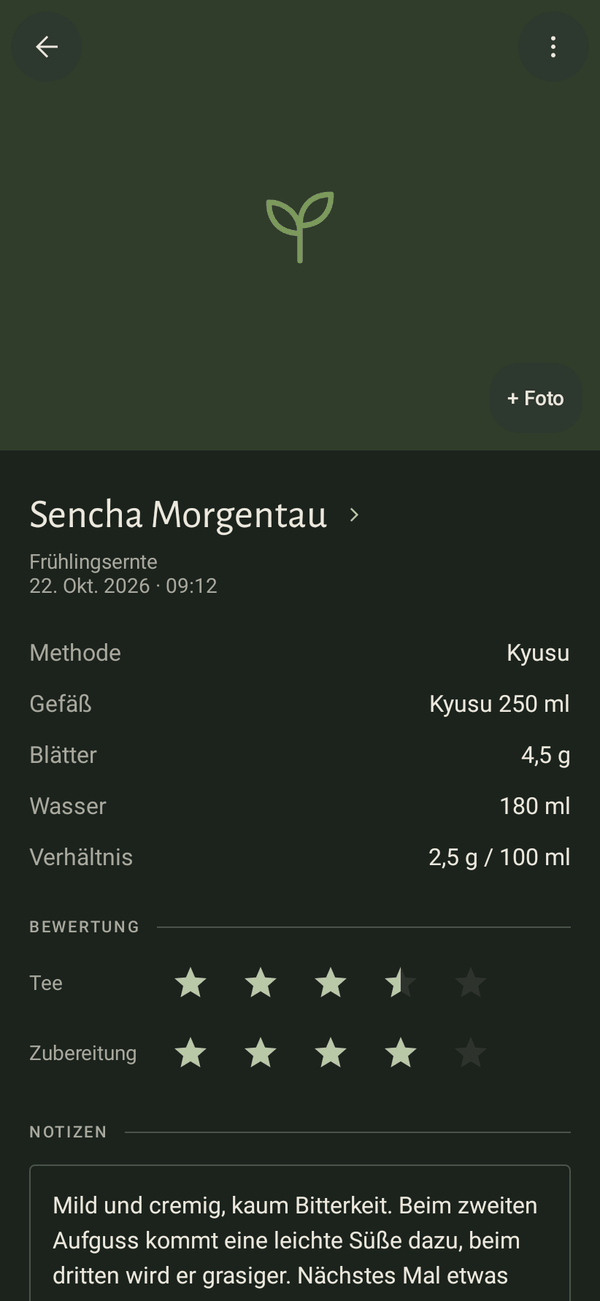 + Foto
Sencha Morgentau
Frühlingsernte
22. Okt. 2026 · 09:12
Methode Kyusu
Gefäß Kyusu 250 ml
Blätter 4,5 g
Wasser 180 ml
Verhältnis 2,5 g / 100 ml
BEWERTUNG
Tee
Zubereitung
NOTIZEN
Mild und cremig, kaum Bitterkeit. Beim zweiten
Aufguss kommt eine leichte Süße dazu, beim
dritten wird er grasiger. Nächstes Mal etwas